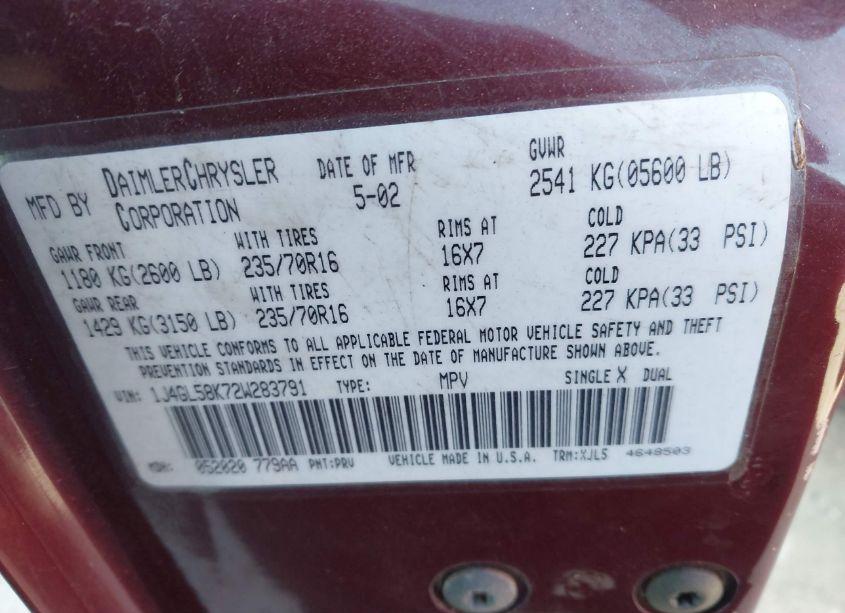 MFD BY DAIMLERCHRYSLER CORPORATION DATE OF MFR 5-02 GVWR 2541 KG(05600 LB)
GAWR FRONT WITH TIRES RIMS AT COLD
1180 KG(2600 LB) 235/70R16 16X7 227 KPA(33 PSI)
GAWR REAR WITH TIRES RIMS AT COLD
1429 KG(3150 LB) 235/70R16 16X7 227 KPA(33 PSI)
THIS VEHICLE CONFORMS TO ALL APPLICABLE FEDERAL MOTOR VEHICLE SAFETY AND THEFT
PREVENTION STANDARDS IN EFFECT ON THE DATE OF MANUFACTURE SHOWN ABOVE.
VIN: 1J4GL58K72W283791 TYPE: MPV SINGLE X DUAL
MDH: 052020 779AA PNT:PRV VEHICLE MADE IN U.S.A. TRM:XJL5 4648503